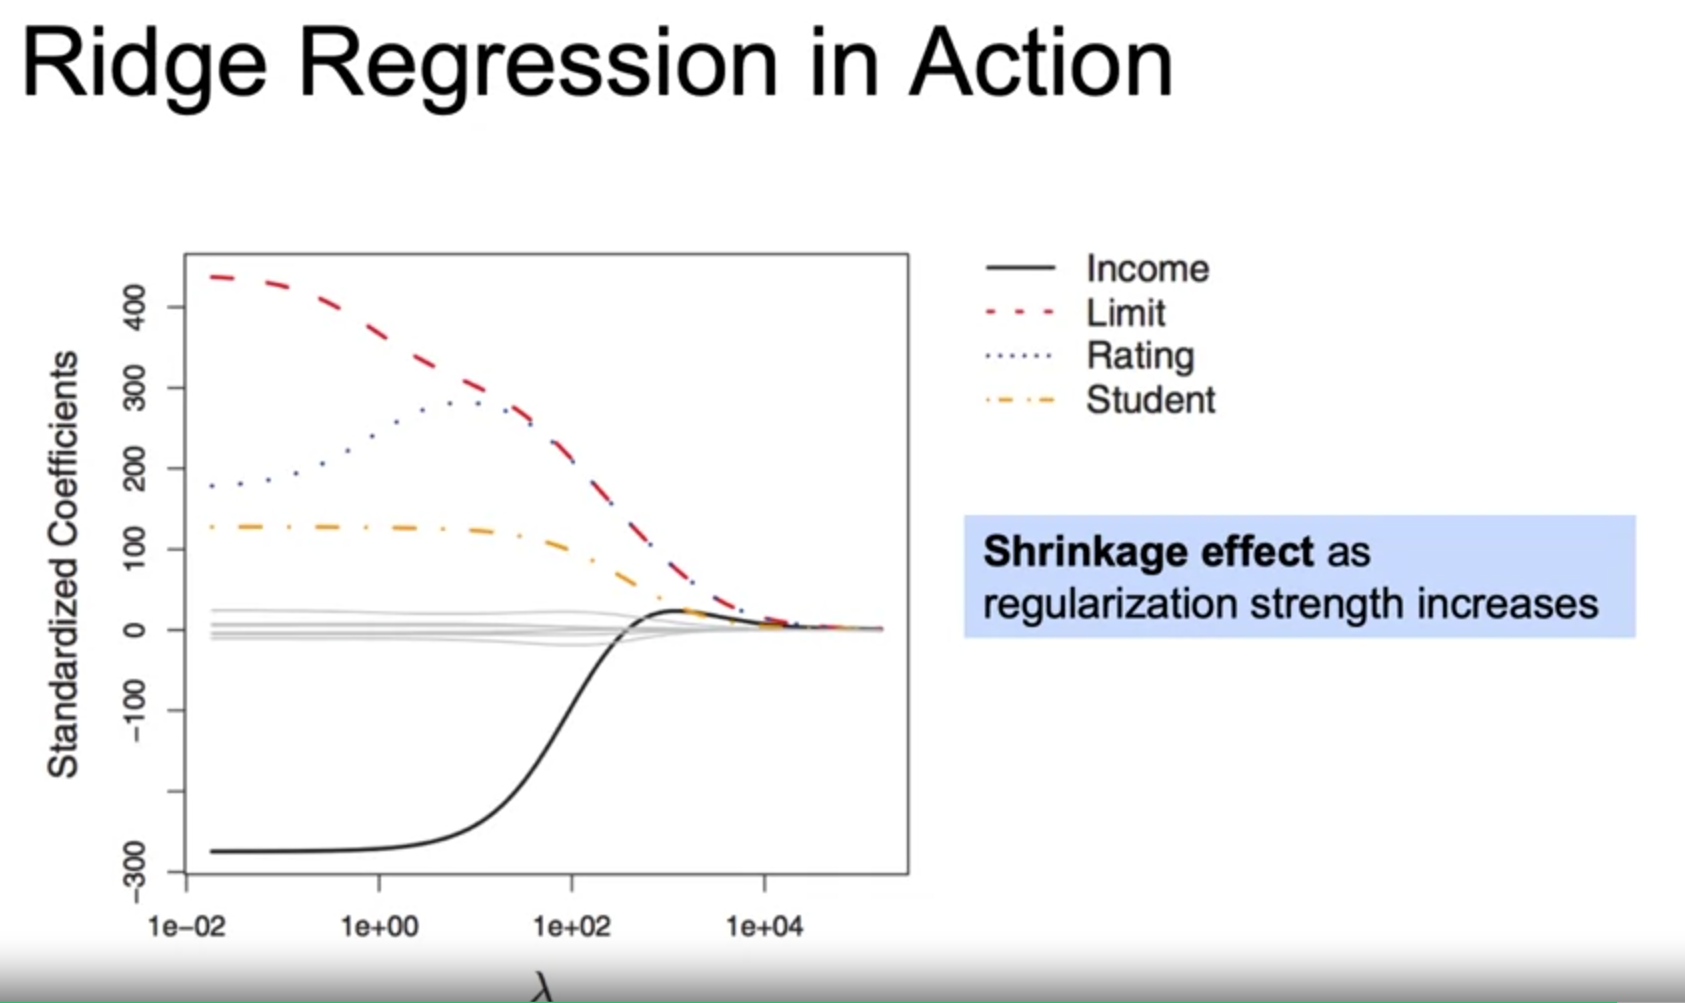 Ridge Regression in Action
Income
Limit
Rating
Student
Shrinkage effect as
regularization strength increases
Standardized Coefficients
400
300
200
100
0
−100
−300
1e−02
1e+00
1e+02
1e+04
λ